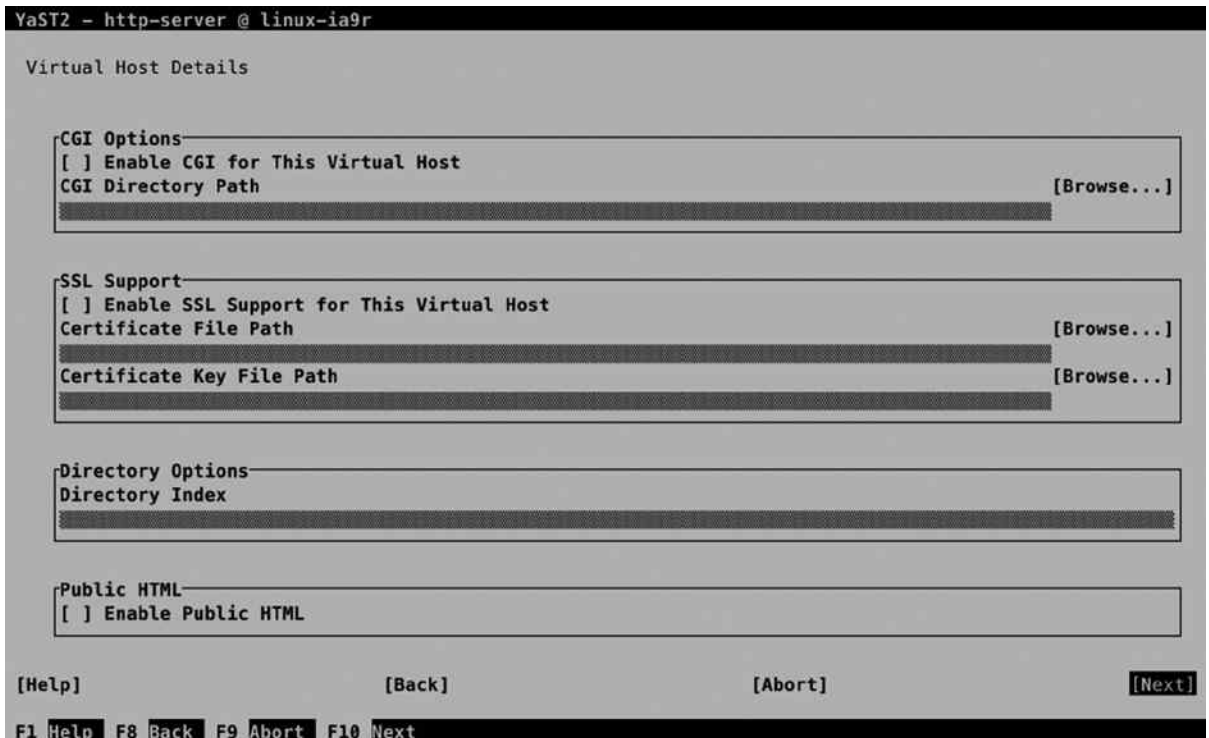 YaST2 - http-server @ linux-ia9r
Virtual Host Details
CGI Options
[ ] Enable CGI for This Virtual Host
CGI Directory Path [Browse...]
SSL Support
[ ] Enable SSL Support for This Virtual Host
Certificate File Path [Browse...]
Certificate Key File Path [Browse...]
Directory Options
Directory Index
Public HTML
[ ] Enable Public HTML
[Help] [Back] [Abort] [Next]
F1 Help F8 Back F9 Abort F10 Next